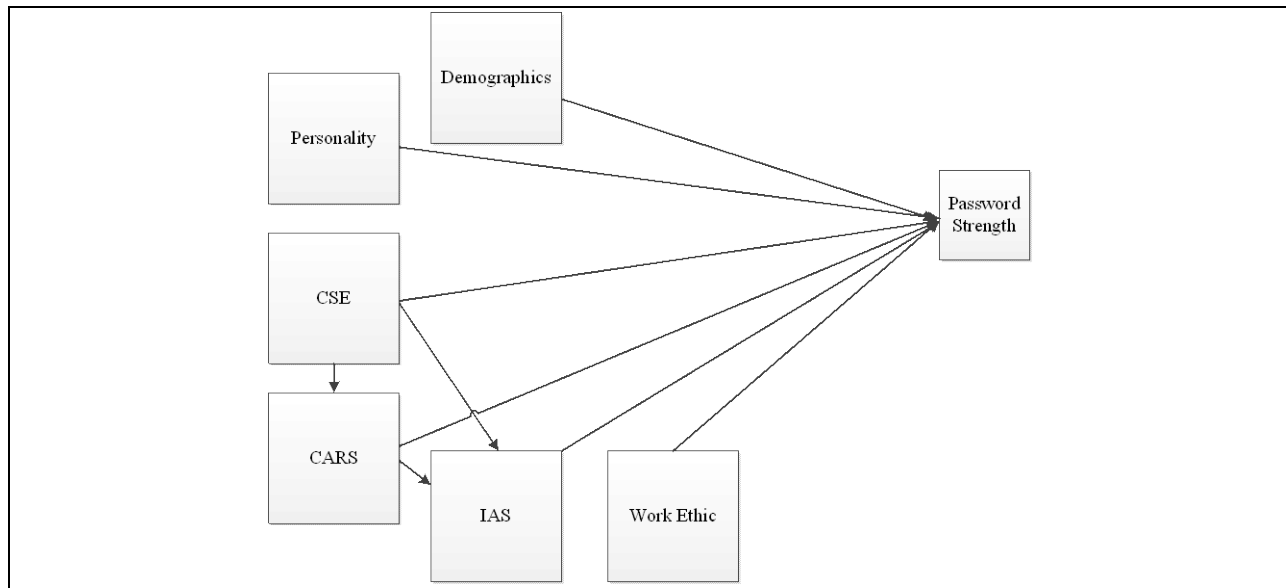 Demographics
Personality
Password
Strength
CSE
CARS
IAS
Work Ethic